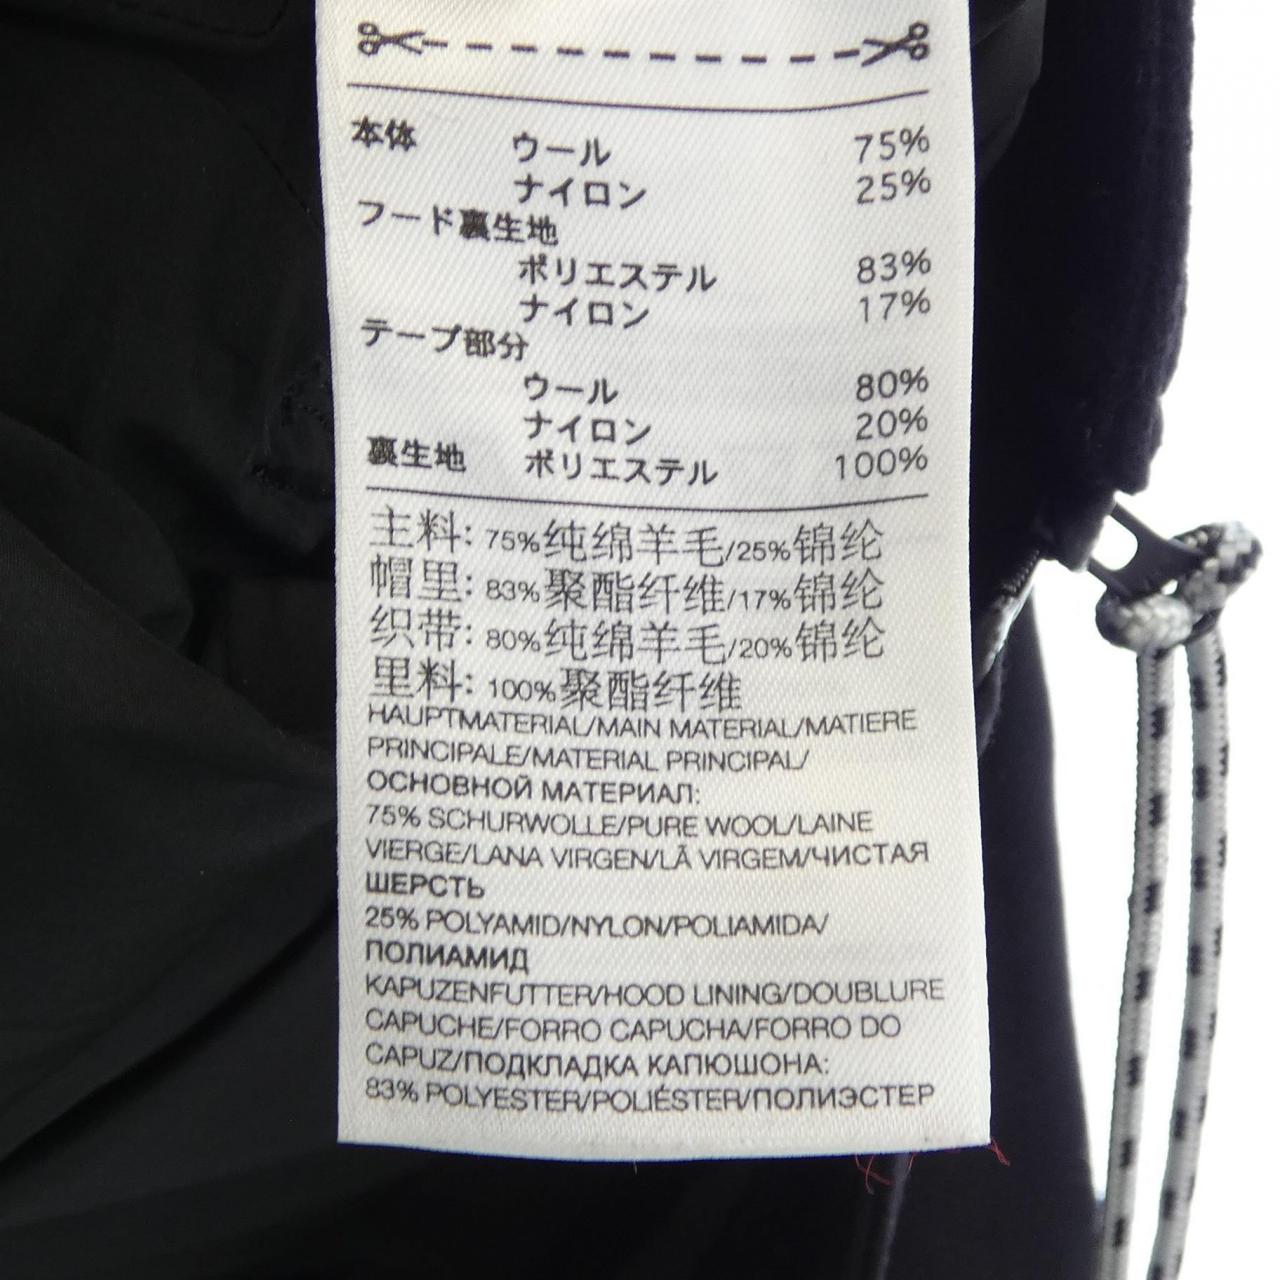 本体 ウール 75%
ナイロン 25%
フード裏生地
ポリエステル 83%
ナイロン 17%
テープ部分
ウール 80%
ナイロン 20%
裏生地 ポリエステル 100%
主料: 75%纯绵羊毛/25%锦纶
帽里: 83%聚酯纤维/17%锦纶
织带: 80%纯绵羊毛/20%锦纶
里料: 100%聚酯纤维
HAUPTMATERIAL/MAIN MATERIAL/MATIERE
PRINCIPALE/MATERIAL PRINCIPAL/
ОСНОВНОЙ МАТЕРИАЛ:
75% SCHURWOLLE/PURE WOOL/LAINE
VIERGE/LANA VIRGEN/LÃ VIRGEM/ЧИСТАЯ
ШЕРСТЬ
25% POLYAMID/NYLON/POLIAMIDA/
ПОЛИАМИД
KAPUZENFUTTER/HOOD LINING/DOUBLURE
CAPUCHE/FORRO CAPUCHA/FORRO DO
CAPUZ/ПОДКЛАДКА КАПЮШОНА:
83% POLYESTER/POLIÉSTER/ПОЛИЭСТЕР